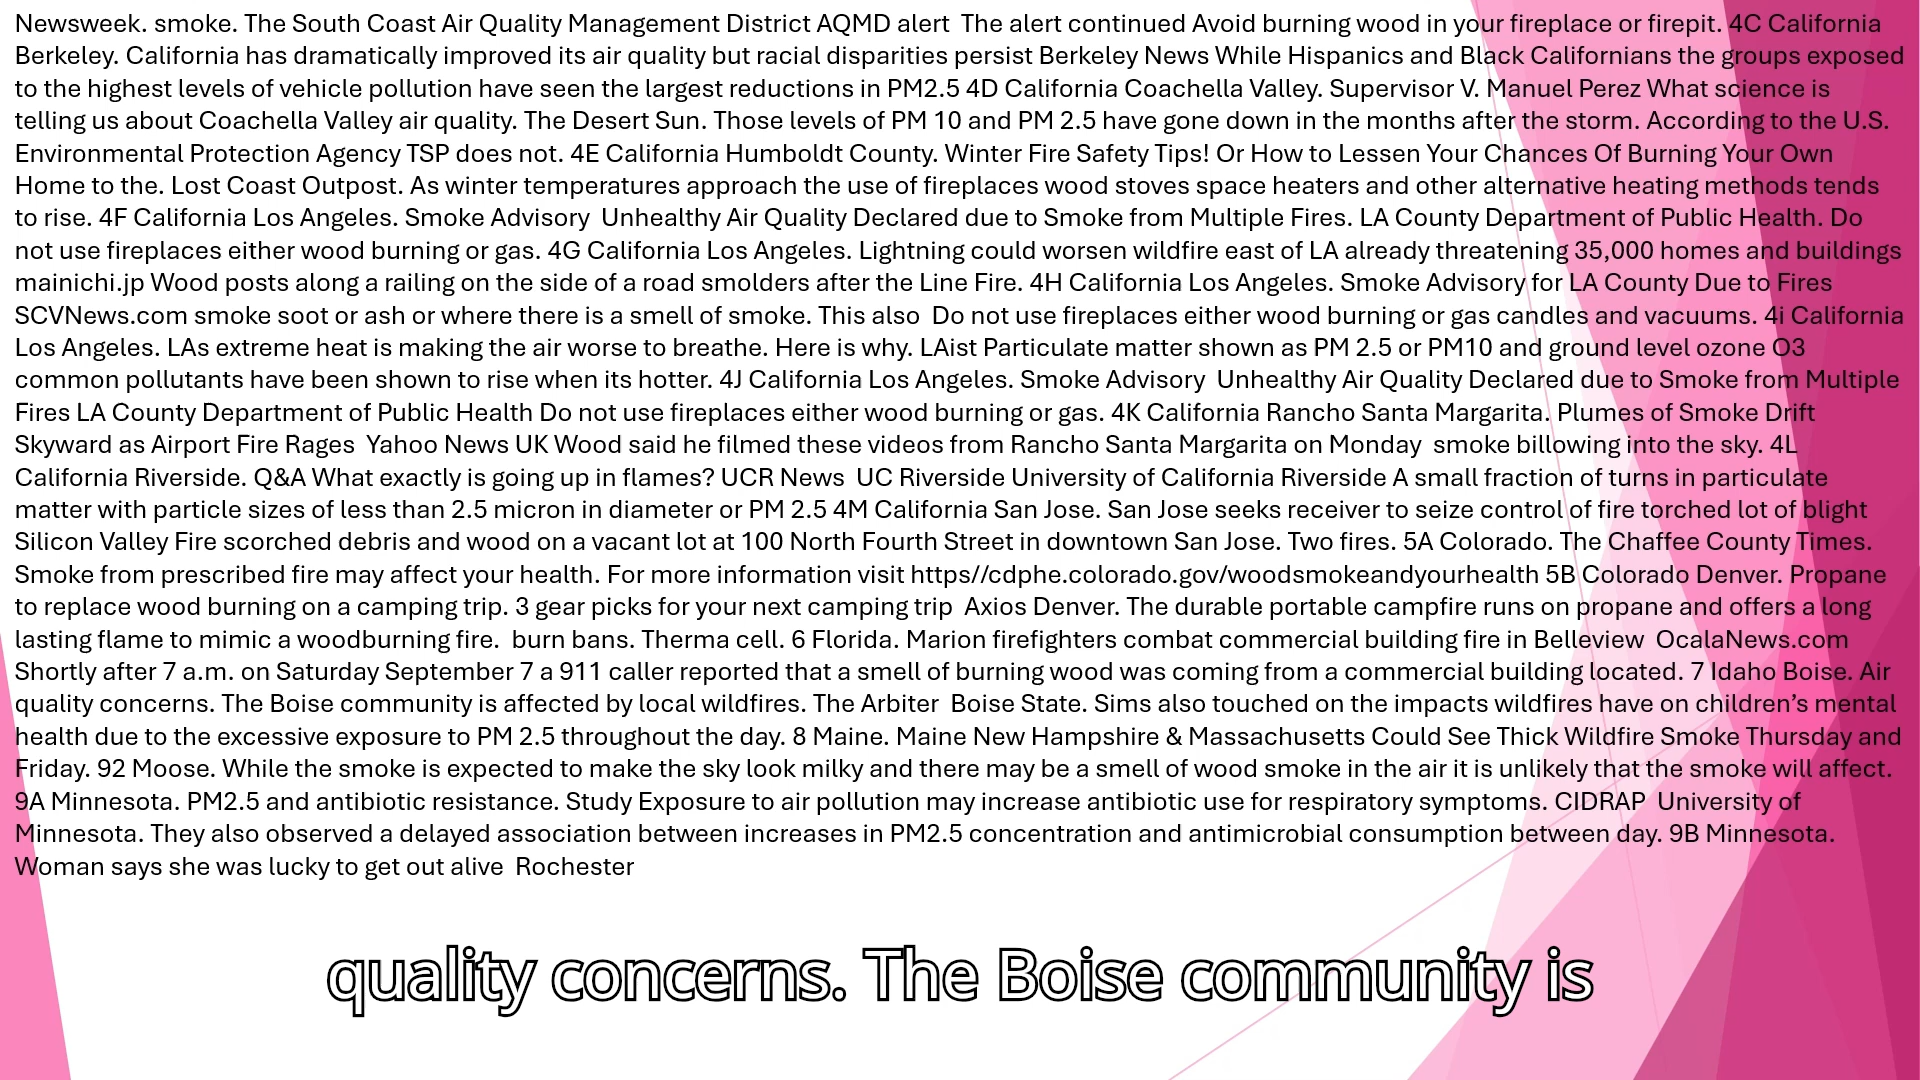 Newsweek. smoke. The South Coast Air Quality Management District AQMD alert  The alert continued Avoid burning wood in your fireplace or firepit. 4C California
Berkeley. California has dramatically improved its air quality but racial disparities persist Berkeley News While Hispanics and Black Californians the groups exposed
to the highest levels of vehicle pollution have seen the largest reductions in PM2.5 4D California Coachella Valley. Supervisor V. Manuel Perez What science is
telling us about Coachella Valley air quality. The Desert Sun. Those levels of PM 10 and PM 2.5 have gone down in the months after the storm. According to the U.S.
Environmental Protection Agency TSP does not. 4E California Humboldt County. Winter Fire Safety Tips! Or How to Lessen Your Chances Of Burning Your Own
Home to the. Lost Coast Outpost. As winter temperatures approach the use of fireplaces wood stoves space heaters and other alternative heating methods tends
to rise. 4F California Los Angeles. Smoke Advisory  Unhealthy Air Quality Declared due to Smoke from Multiple Fires. LA County Department of Public Health. Do
not use fireplaces either wood burning or gas. 4G California Los Angeles. Lightning could worsen wildfire east of LA already threatening 35,000 homes and buildings
mainichi.jp Wood posts along a railing on the side of a road smolders after the Line Fire. 4H California Los Angeles. Smoke Advisory for LA County Due to Fires
SCVNews.com smoke soot or ash or where there is a smell of smoke. This also  Do not use fireplaces either wood burning or gas candles and vacuums. 4i California
Los Angeles. LAs extreme heat is making the air worse to breathe. Here is why. LAist Particulate matter shown as PM 2.5 or PM10 and ground level ozone O3
common pollutants have been shown to rise when its hotter. 4J California Los Angeles. Smoke Advisory  Unhealthy Air Quality Declared due to Smoke from Multiple
Fires LA County Department of Public Health Do not use fireplaces either wood burning or gas. 4K California Rancho Santa Margarita. Plumes of Smoke Drift
Skyward as Airport Fire Rages  Yahoo News UK Wood said he filmed these videos from Rancho Santa Margarita on Monday  smoke billowing into the sky. 4L
California Riverside. Q&A What exactly is going up in flames? UCR News  UC Riverside University of California Riverside A small fraction of turns in particulate
matter with particle sizes of less than 2.5 micron in diameter or PM 2.5 4M California San Jose. San Jose seeks receiver to seize control of fire torched lot of blight
Silicon Valley Fire scorched debris and wood on a vacant lot at 100 North Fourth Street in downtown San Jose. Two fires. 5A Colorado. The Chaffee County Times.
Smoke from prescribed fire may affect your health. For more information visit https//cdphe.colorado.gov/woodsmokeandyourhealth 5B Colorado Denver. Propane
to replace wood burning on a camping trip. 3 gear picks for your next camping trip  Axios Denver. The durable portable campfire runs on propane and offers a long
lasting flame to mimic a woodburning fire.  burn bans. Therma cell. 6 Florida. Marion firefighters combat commercial building fire in Belleview  OcalaNews.com
Shortly after 7 a.m. on Saturday September 7 a 911 caller reported that a smell of burning wood was coming from a commercial building located. 7 Idaho Boise. Air
quality concerns. The Boise community is affected by local wildfires. The Arbiter  Boise State. Sims also touched on the impacts wildfires have on children’s mental
health due to the excessive exposure to PM 2.5 throughout the day. 8 Maine. Maine New Hampshire & Massachusetts Could See Thick Wildfire Smoke Thursday and
Friday. 92 Moose. While the smoke is expected to make the sky look milky and there may be a smell of wood smoke in the air it is unlikely that the smoke will affect.
9A Minnesota. PM2.5 and antibiotic resistance. Study Exposure to air pollution may increase antibiotic use for respiratory symptoms. CIDRAP  University of
Minnesota. They also observed a delayed association between increases in PM2.5 concentration and antimicrobial consumption between day. 9B Minnesota.
Woman says she was lucky to get out alive  Rochester
quality concerns. The Boise community is